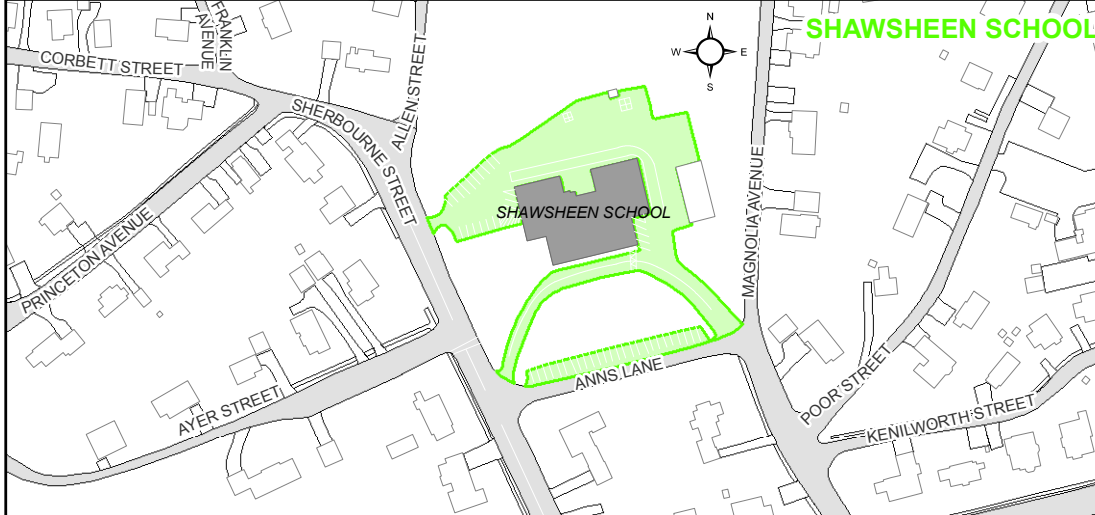 SHAWSHEEN SCHOOL
N
W
E
S
FRANKLIN
AVENUE
CORBETT STREET
ALLEN STREET
SHERBOURNE STREET
SHAWSHEEN SCHOOL
MAGNOLIA AVENUE
PRINCETON AVENUE
ANNS LANE
AYER STREET
POOR STREET
KENILWORTH STREET